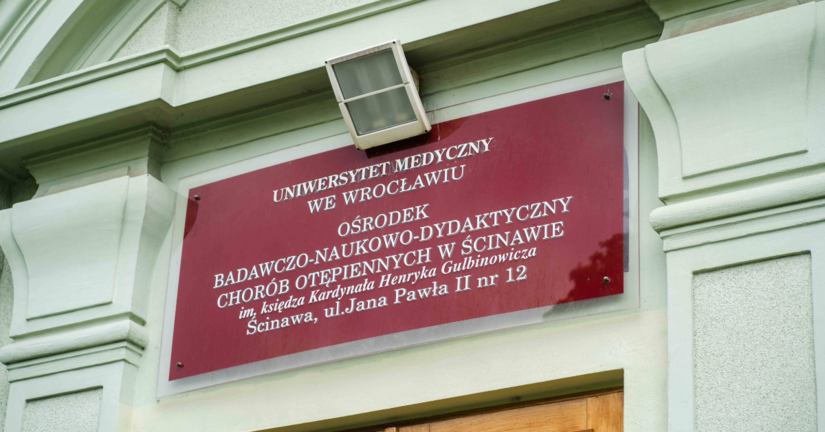 UNIWERSYTET MEDYCZNY
WE WROCŁAWIU
OŚRODEK
BADAWCZO-NAUKOWO-DYDAKTYCZNY
CHORÓB OTĘPIENNYCH W ŚCINAWIE
im. księdza Kardynała Henryka Gulbinowicza
Ścinawa, ul.Jana Pawła II nr 12